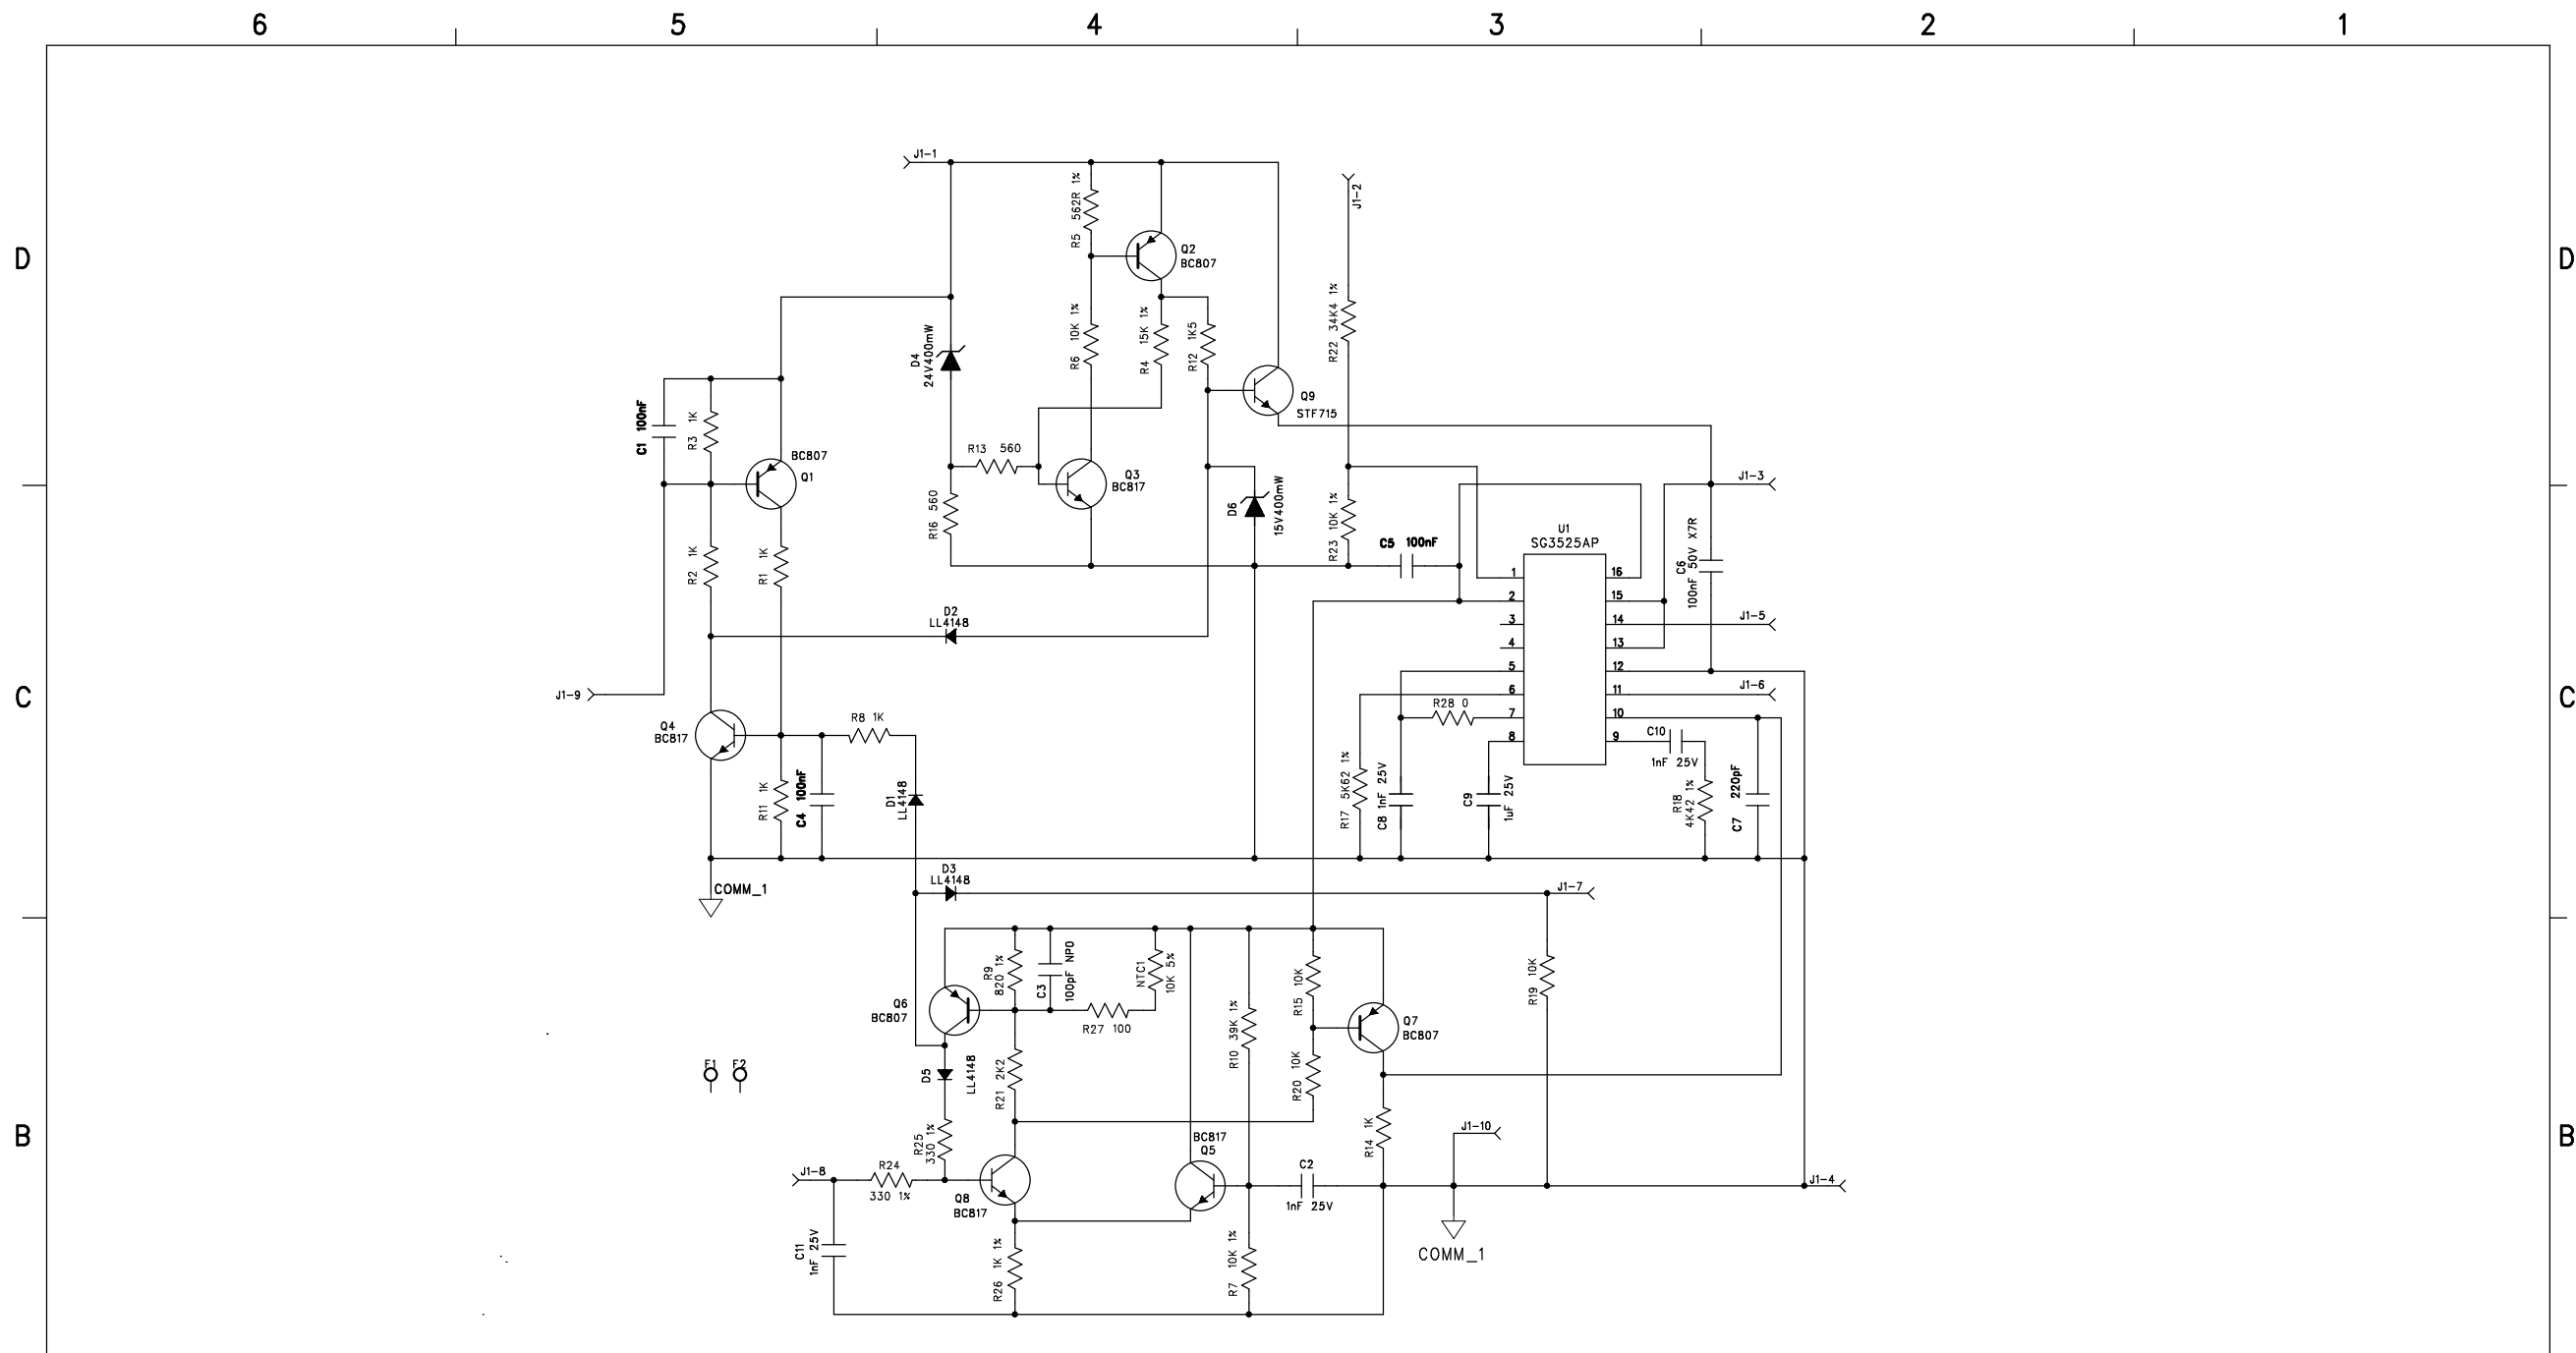 6 5 4 3 2 1
D D
J1-1
J1-2
R5 562R 1%
Q2
BC807
D4
24V400mW
R6 10K 1%
R4 15K 1%
R12 1K5
R22 34K4 1%
Q9
STF715
C1 100nF
R3 1K
BC807
Q1
R13 560
Q3
BC817
J1-3
R16 560
D6
15V400mW
R23 10K 1%
C5 100nF
U1
SG3525AP
C6
100nF 50V X7R
R2 1K
R1 1K
1 16
2 15
3 14
4 13
5 12
6 11
7 10
8 9
D2
LL4148
J1-5
C C
J1-9
J1-6
Q4
BC817
R8 1K
R28 0
C10
1nF 25V
R11 1K
C4 100nF
D1
LL4148
R17 5K62 1%
C8 1nF 25V
C9
1uF 25V
R18
4K42 1%
C7 220pF
COMM_1
D3
LL4148
J1-7
R9
820 1%
C3
100pF NPO
NTC1
10K 5%
R15 10K
R19 10K
Q6
BC807
R27 100
R10 39K 1%
Q7
BC807
F1 F2
D5
LL4148
R21 2K2
R20 10K
B B
R25
330 1%
BC817
Q5
R14 1K
J1-10
J1-8
R24
330 1%
Q8
BC817
C2
1nF 25V
J1-4
C11
1nF 25V
R26 1K 1%
R7 10K 1%
COMM_1